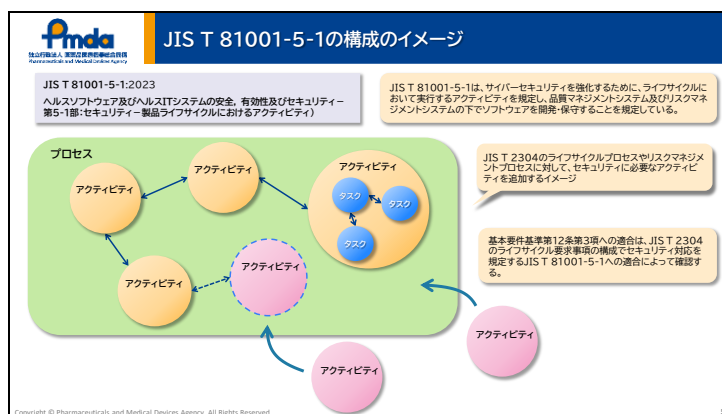 Pmda
独立行政法人 医薬品医療機器総合機構
Pharmaceuticals and Medical Devices Agency
JIS T 81001-5-1の構成のイメージ
JIS T 81001-5-1:2023
ヘルスソフトウェア及びヘルスITシステムの安全, 有効性及びセキュリティ－
第5-1部:セキュリティ－製品ライフサイクルにおけるアクティビティ)
JIS T 81001-5-1は、サイバーセキュリティを強化するために、ライフサイクルに
おいて実行するアクティビティを規定し、品質マネジメントシステム及びリスクマネ
ジメントシステムの下でソフトウェアを開発・保守することを規定している。
プロセス
アクティビティ
アクティビティ
アクティビティ
タスク
タスク
タスク
アクティビティ
アクティビティ
JIS T 2304のライフサイクルプロセスやリスクマネジメ
ントプロセスに対して、セキュリティに必要なアクティビ
ティを追加するイメージ
基本要件基準第12条第3項への適合は、JIS T 2304
のライフサイクル要求事項の構成でセキュリティ対応を
規定するJIS T 81001-5-1への適合によって確認す
る。
アクティビティ
アクティビティ
Copyright © Pharmaceuticals and Medical Devices Agency, All Rights Reserved.